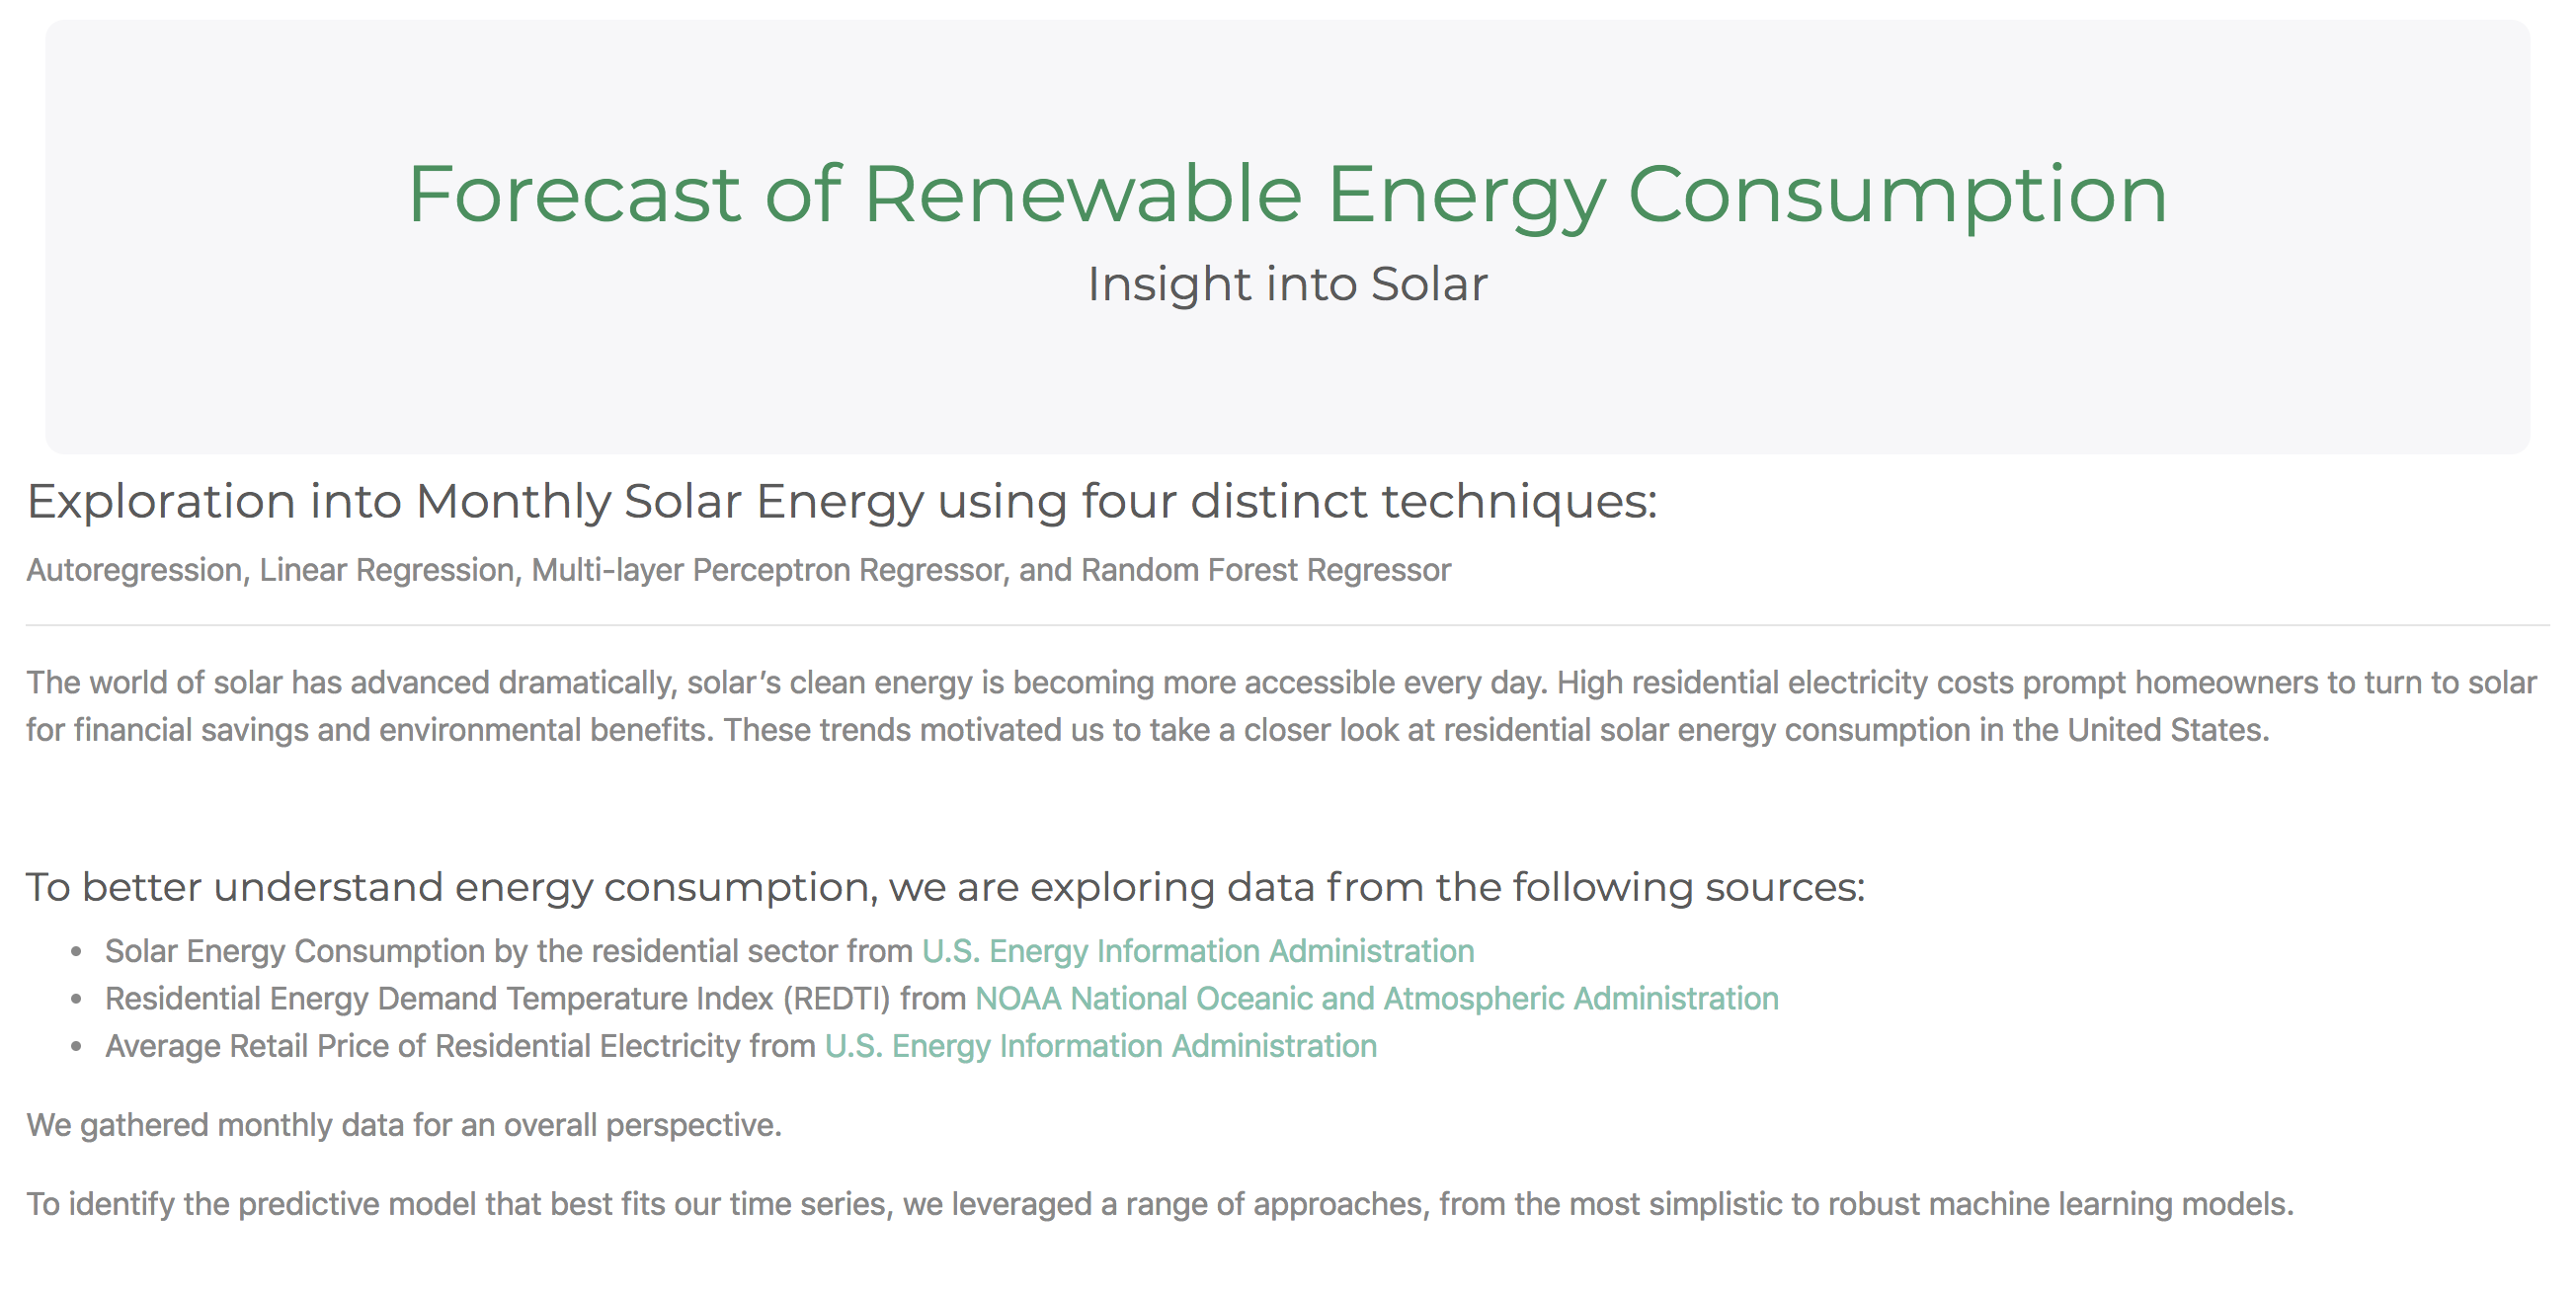 Forecast of Renewable Energy Consumption
Insight into Solar
Exploration into Monthly Solar Energy using four distinct techniques:
Autoregression, Linear Regression, Multi-layer Perceptron Regressor, and Random Forest Regressor
The world of solar has advanced dramatically, solar’s clean energy is becoming more accessible every day. High residential electricity costs prompt homeowners to turn to solar
for financial savings and environmental benefits. These trends motivated us to take a closer look at residential solar energy consumption in the United States.
To better understand energy consumption, we are exploring data from the following sources:
• Solar Energy Consumption by the residential sector from U.S. Energy Information Administration
• Residential Energy Demand Temperature Index (REDTI) from NOAA National Oceanic and Atmospheric Administration
• Average Retail Price of Residential Electricity from U.S. Energy Information Administration
We gathered monthly data for an overall perspective.
To identify the predictive model that best fits our time series, we leveraged a range of approaches, from the most simplistic to robust machine learning models.